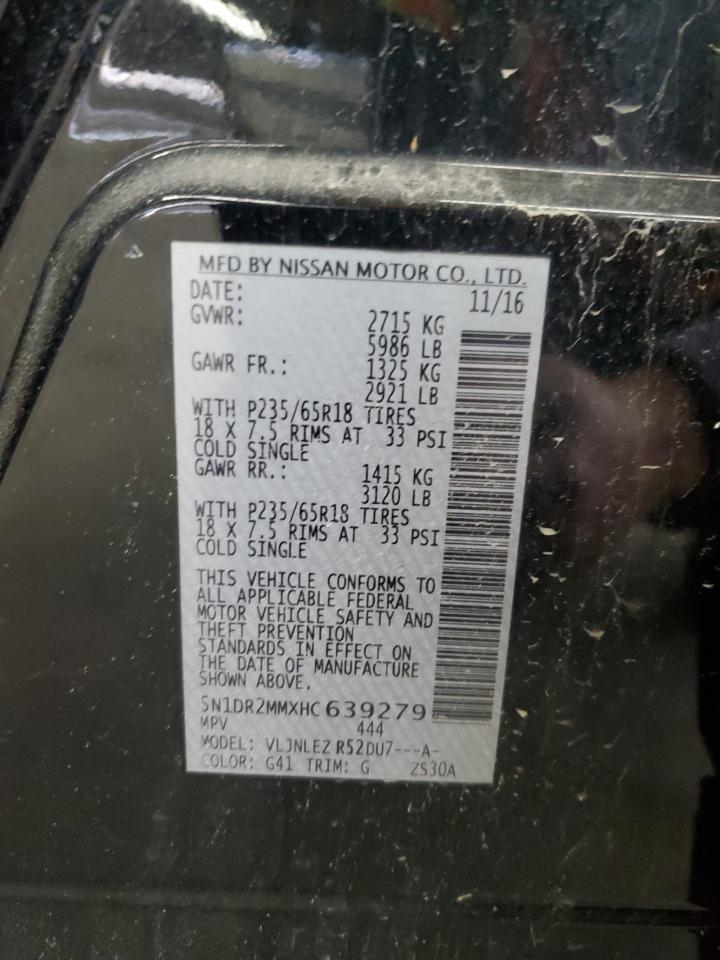 MFD BY NISSAN MOTOR CO., LTD.
DATE: 11/16
GVWR: 2715 KG
5986 LB
GAWR FR.: 1325 KG
2921 LB
WITH P235/65R18 TIRES
18 X 7.5 RIMS AT 33 PSI
COLD SINGLE
GAWR RR.: 1415 KG
3120 LB
WITH P235/65R18 TIRES
18 X 7.5 RIMS AT 33 PSI
COLD SINGLE
THIS VEHICLE CONFORMS TO
ALL APPLICABLE FEDERAL
MOTOR VEHICLE SAFETY AND
THEFT PREVENTION
STANDARDS IN EFFECT ON
THE DATE OF MANUFACTURE
SHOWN ABOVE.
5N1DR2MMXHC 639279
MPV 444
MODEL: VLJNLEZ R52DU7---A-
COLOR: G41 TRIM: G ZS30A